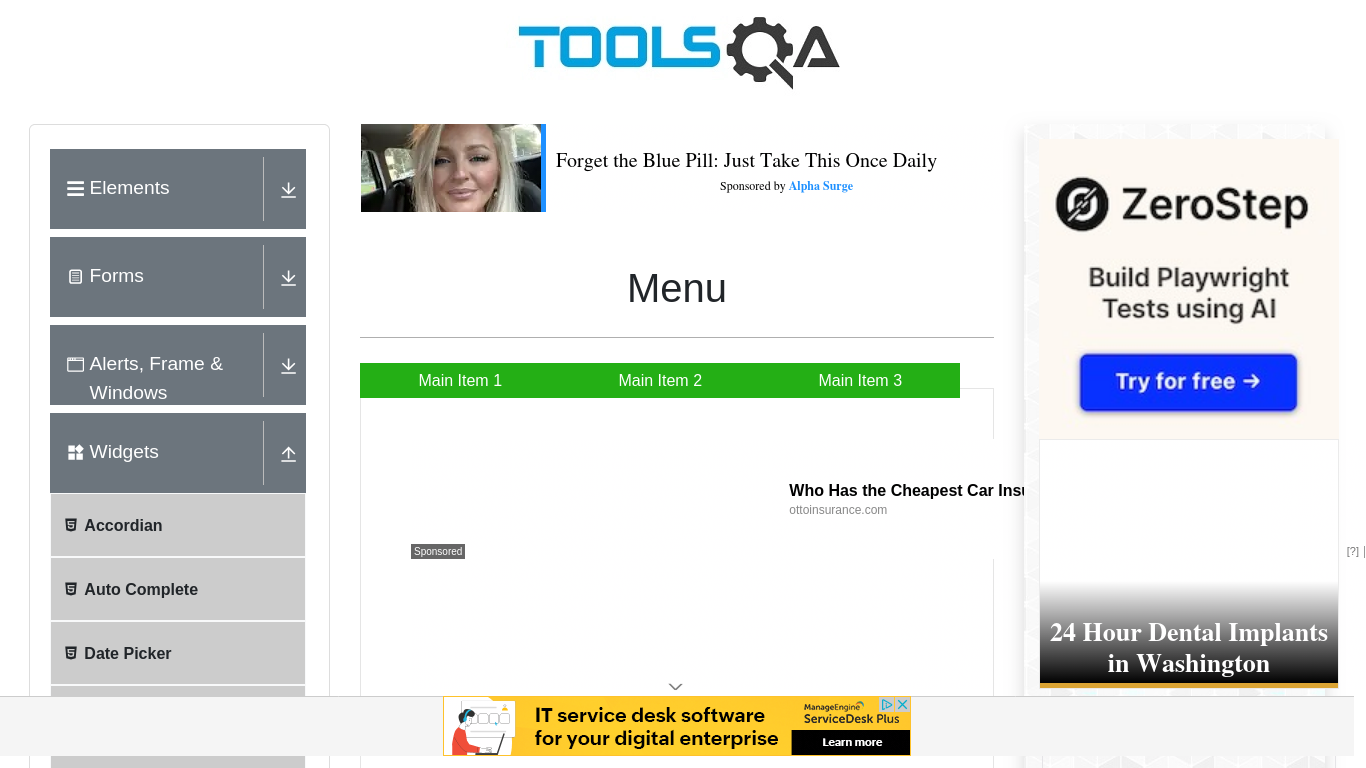 TOOLSQA
Elements
Forms
Alerts, Frame &
Windows
Widgets
Accordian
Auto Complete
Date Picker
Forget the Blue Pill: Just Take This Once Daily
Sponsored by Alpha Surge
Menu
Main Item 1
Main Item 2
Main Item 3
Who Has the Cheapest Car Insu
ottoinsurance.com
Sponsored
[?]
ZeroStep
Build Playwright
Tests using AI
Try for free →
24 Hour Dental Implants
in Washington
IT service desk software
for your digital enterprise
ManageEngine
ServiceDesk Plus
Learn more